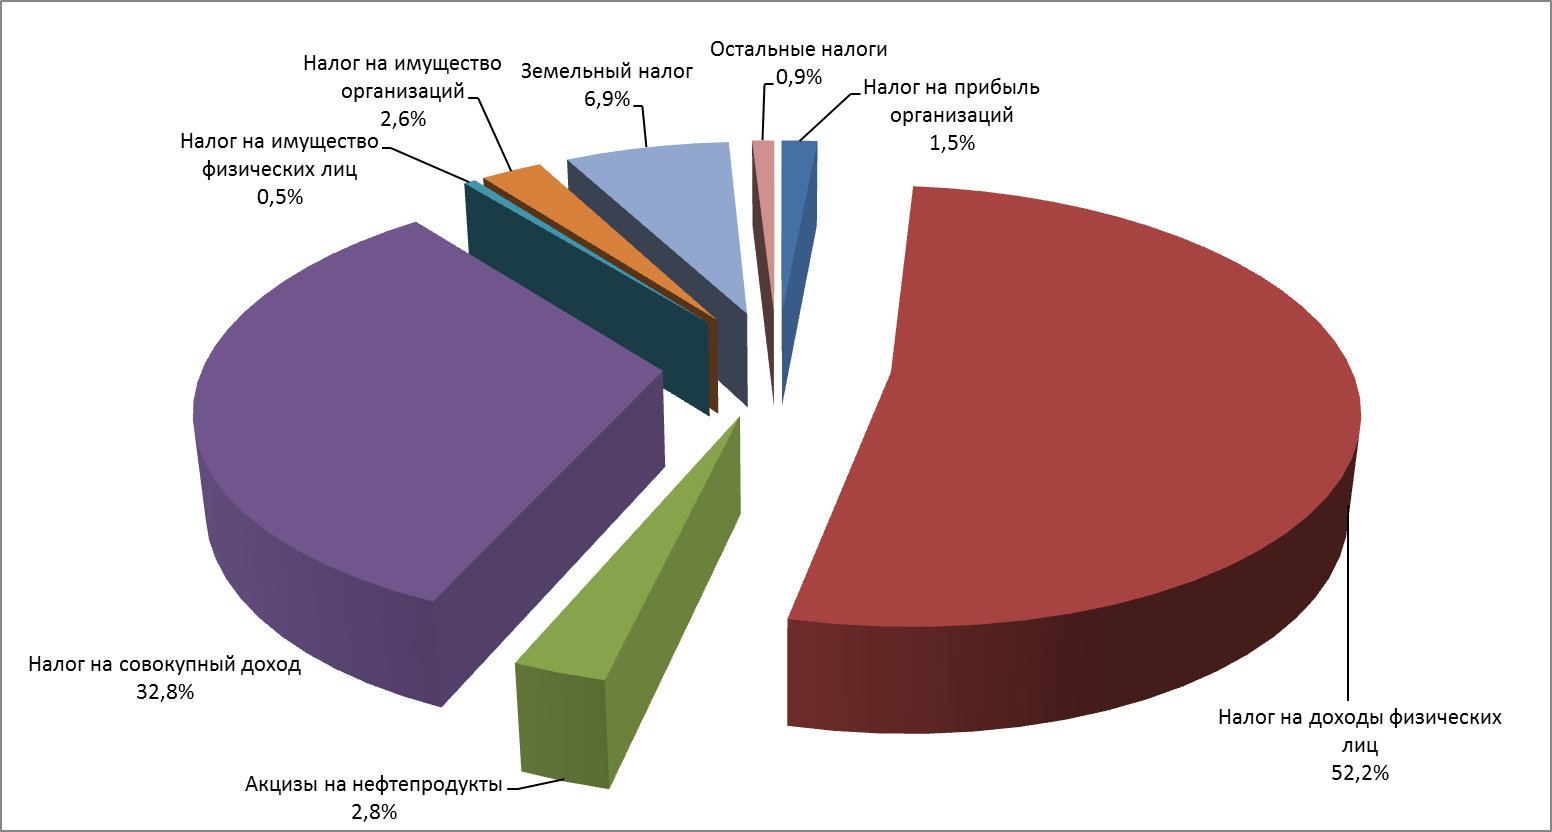 Остальные налоги
0,9%
Налог на прибыль
организаций
1,5%
Налог на имущество
организаций
2,6%
Земельный налог
6,9%
Налог на имущество
физических лиц
0,5%
Налог на совокупный доход
32,8%
Акцизы на нефтепродукты
2,8%
Налог на доходы физических
лиц
52,2%